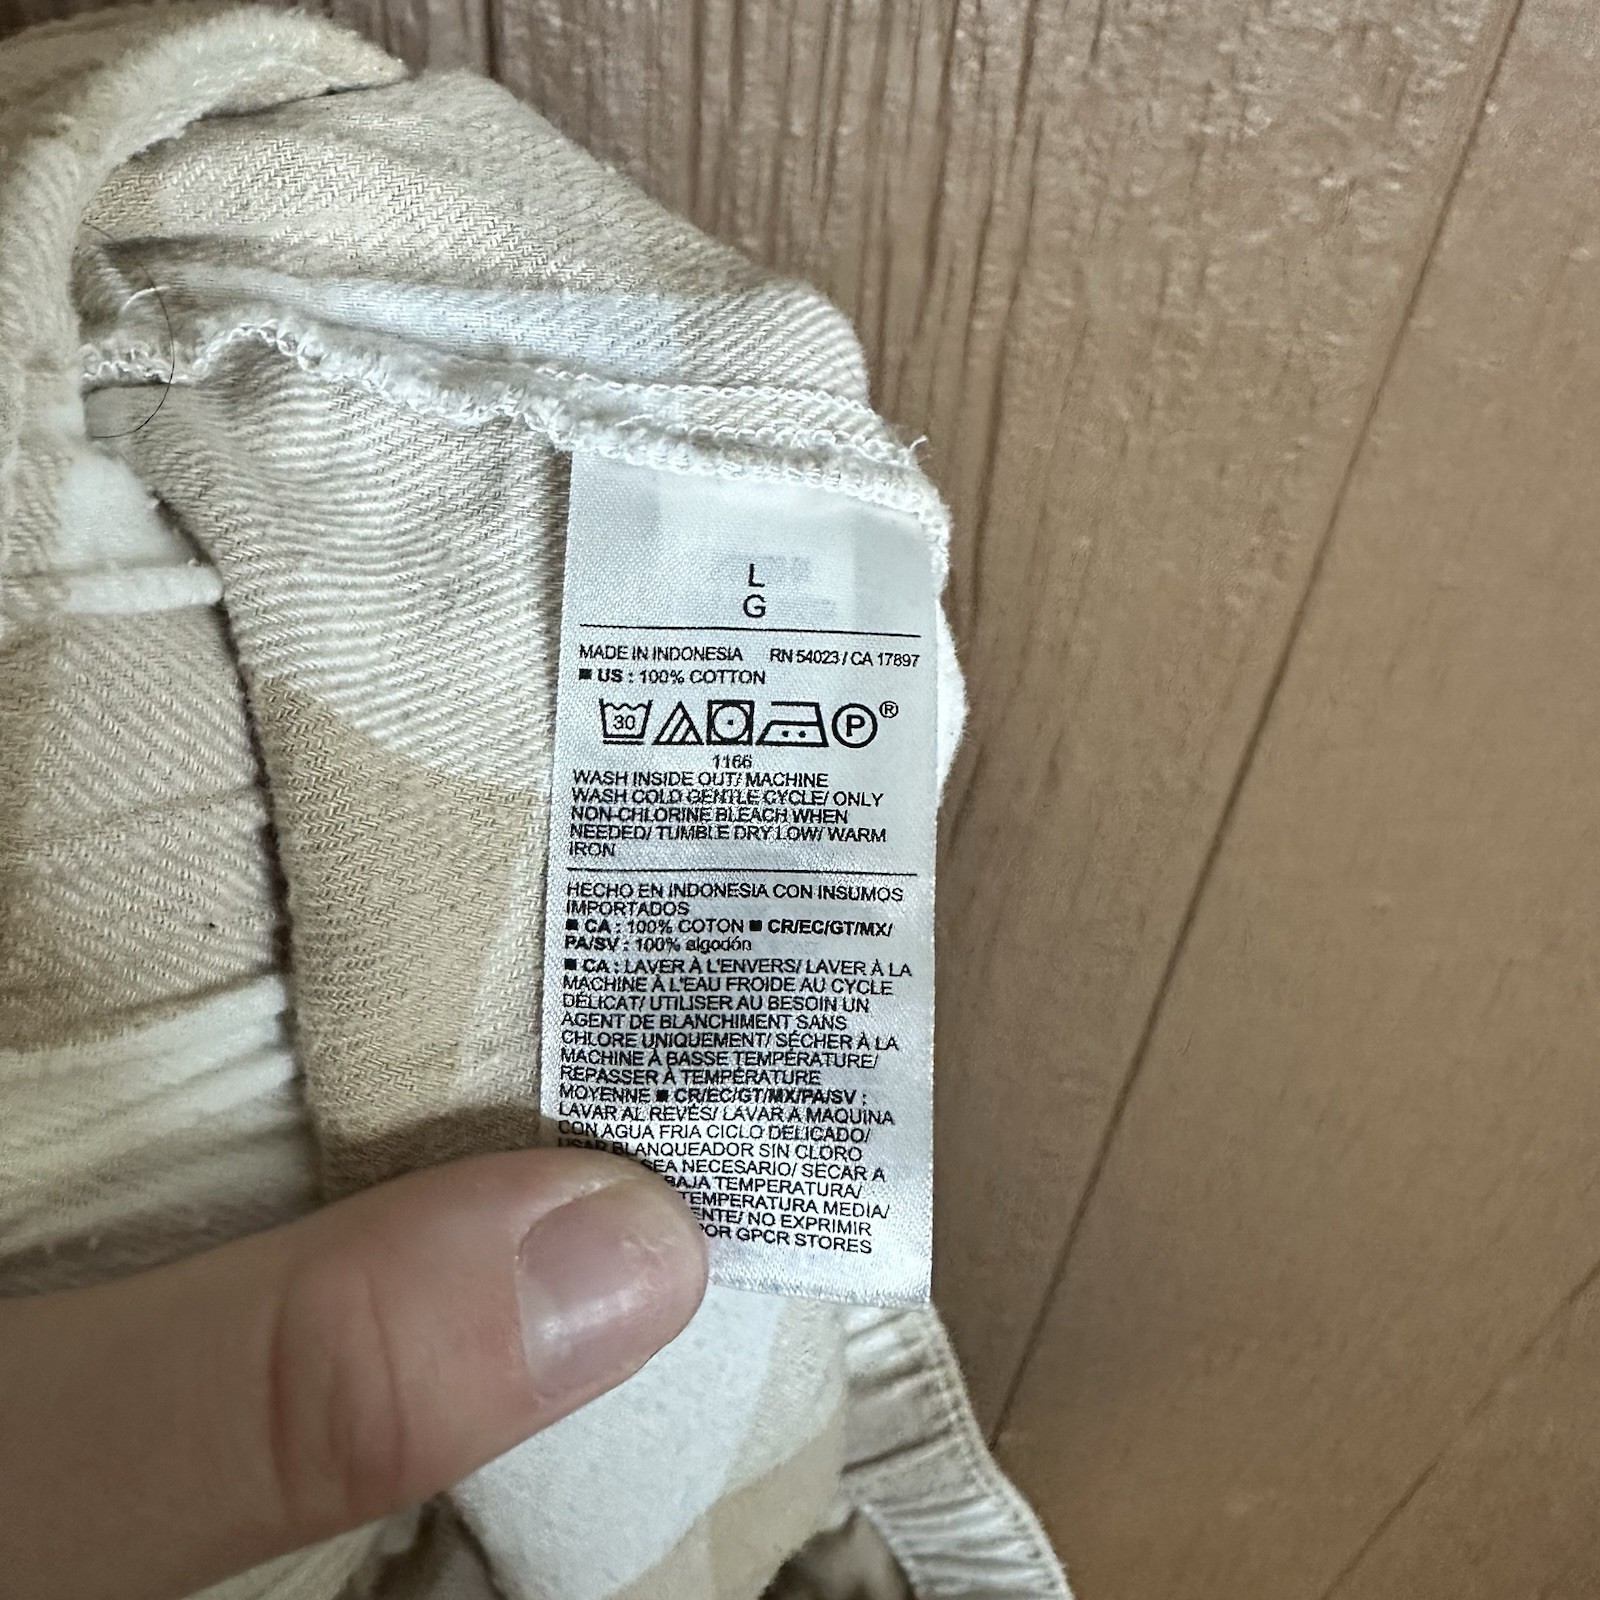 L
G
MADE IN INDONESIA RN 54023 / CA 17897
■ US : 100% COTTON
30 P ®
1166
WASH INSIDE OUT/ MACHINE
WASH COLD GENTLE CYCLE/ ONLY
NON-CHLORINE BLEACH WHEN
NEEDED/ TUMBLE DRY LOW/ WARM
IRON
HECHO EN INDONESIA CON INSUMOS
IMPORTADOS
■ CA : 100% COTON ■ CR/EC/GT/MX/
PA/SV : 100% algodón
■ CA : LAVER À L'ENVERS/ LAVER À LA
MACHINE À L'EAU FROIDE AU CYCLE
DÉLICAT/ UTILISER AU BESOIN UN
AGENT DE BLANCHIMENT SANS
CHLORE UNIQUEMENT/ SÉCHER À LA
MACHINE À BASSE TEMPÉRATURE/
REPASSER À TEMPÉRATURE
MOYENNE ■ CR/EC/GT/MX/PA/SV :
LAVAR AL REVÉS/ LAVAR A MAQUINA
CON AGUA FRIA CICLO DELICADO/
USAR BLANQUEADOR SIN CLORO
SEA NECESARIO/ SECAR A
BAJA TEMPERATURA/
TEMPERATURA MEDIA/
NO EXPRIMIR
POR GPCR STORES